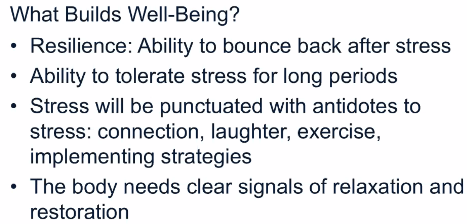 What Builds Well-Being?
• Resilience: Ability to bounce back after stress
• Ability to tolerate stress for long periods
• Stress will be punctuated with antidotes to
stress: connection, laughter, exercise,
implementing strategies
• The body needs clear signals of relaxation and
restoration